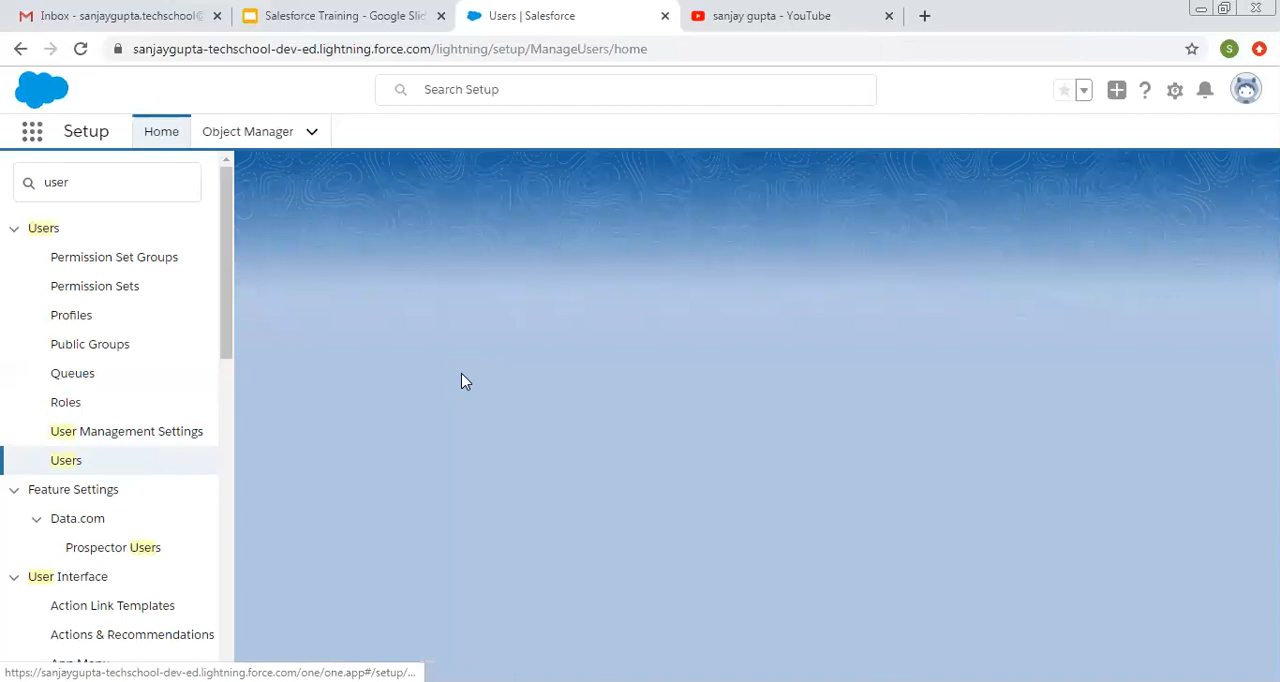 Inbox - sanjaygupta.techschool@
Salesforce Training - Google Slid
Users | Salesforce
sanjay gupta - YouTube
sanjaygupta-techschool-dev-ed.lightning.force.com/lightning/setup/ManageUsers/home
S
Search Setup
Setup
Home
Object Manager
user
Users
Permission Set Groups
Permission Sets
Profiles
Public Groups
Queues
Roles
User Management Settings
Users
Feature Settings
Data.com
Prospector Users
User Interface
Action Link Templates
Actions & Recommendations
App Menu
https://sanjaygupta-techschool-dev-ed.lightning.force.com/one/one.app#/setup/...